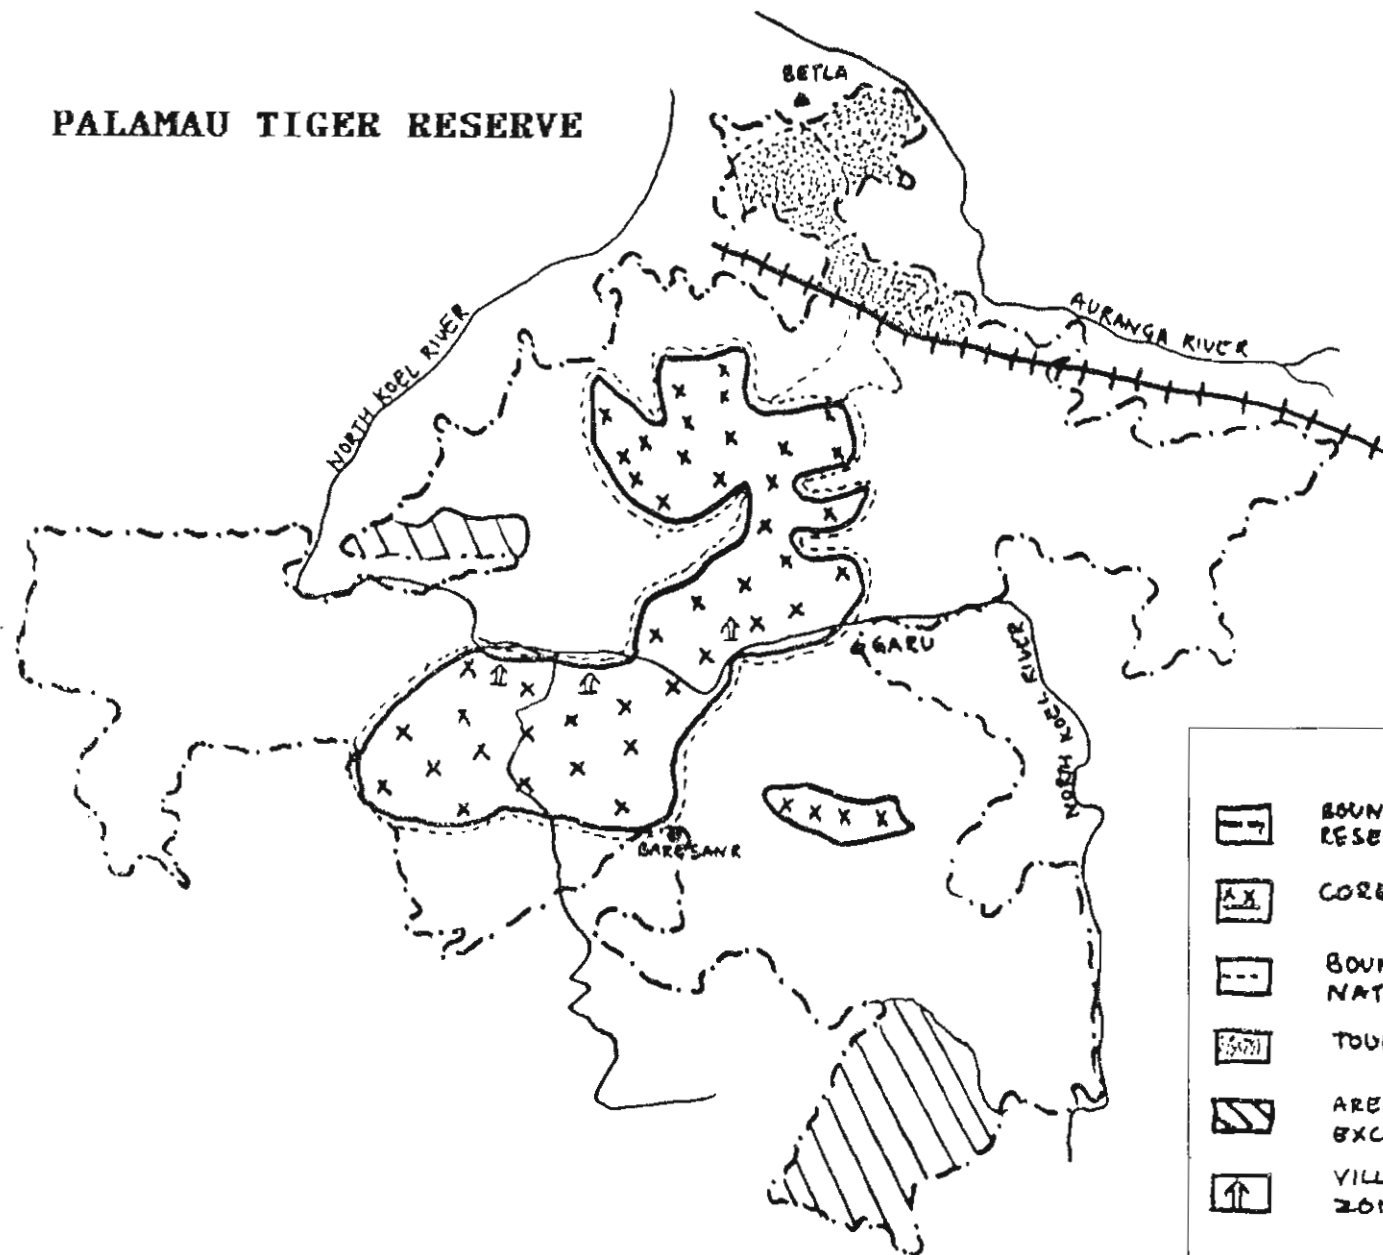 PALAMAU TIGER RESERVE
BETLA
AURANGA RIVER
NORTH KOEL RIVER
GARU
NORTH KOEL RIVER
BARESANR
BOUN
RESE
CORE
BOUN
NAT
TOU
ARE
EXC
VILL
ZON